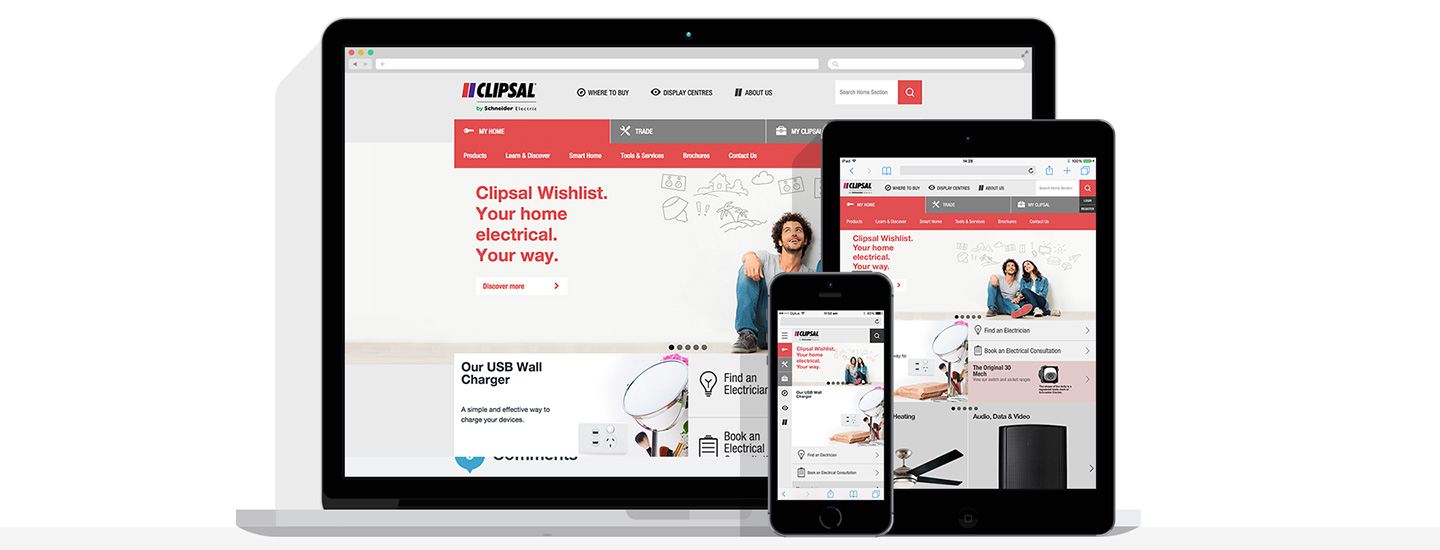 CLIPSAL
by Schneider Electric
WHERE TO BUY
DISPLAY CENTRES
ABOUT US
Search Home Section
MY HOME
TRADE
MY CLIPSAL
Products
Learn & Discover
Smart Home
Tools & Services
Brochures
Contact Us
Clipsal Wishlist.
Your home
electrical.
Your way.
Discover more
Our USB Wall
Charger
A simple and effective way to
charge your devices.
Find an
Electrician
Book an
Electrical
Comments
iPad
14:28
100%
CLIPSAL
WHERE TO BUY
DISPLAY CENTRES
ABOUT US
Search Home Section
MY HOME
TRADE
MY CLIPSAL
LOGIN
REGISTER
Products
Learn & Discover
Smart Home
Tools & Services
Brochures
Contact Us
Clipsal Wishlist.
Your home
electrical.
Your way.
Find an Electrician
Book an Electrical Consultation
The Original 30
Mech
View our switch and socket ranges
way to
Heating
Audio, Data & Video
Optus
11:53 am
CLIPSAL
Clipsal Wishlist.
Your home
electrical.
Your way.
Our USB Wall
Charger
Find an Electrician
Book an Electrical Consultation